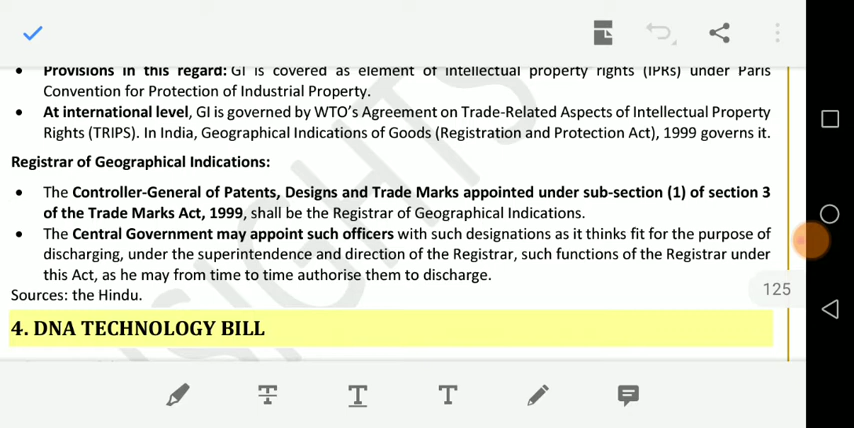 • Provisions in this regard: GI is covered as element of intellectual property rights (IPRs) under Paris
Convention for Protection of Industrial Property.
• At international level, GI is governed by WTO's Agreement on Trade-Related Aspects of Intellectual Property
Rights (TRIPS). In India, Geographical Indications of Goods (Registration and Protection Act), 1999 governs it.
Registrar of Geographical Indications:
• The Controller-General of Patents, Designs and Trade Marks appointed under sub-section (1) of section 3
of the Trade Marks Act, 1999, shall be the Registrar of Geographical Indications.
• The Central Government may appoint such officers with such designations as it thinks fit for the purpose of
discharging, under the superintendence and direction of the Registrar, such functions of the Registrar under
this Act, as he may from time to time authorise them to discharge.
Sources: the Hindu.
125
4. DNA TECHNOLOGY BILL
T T T